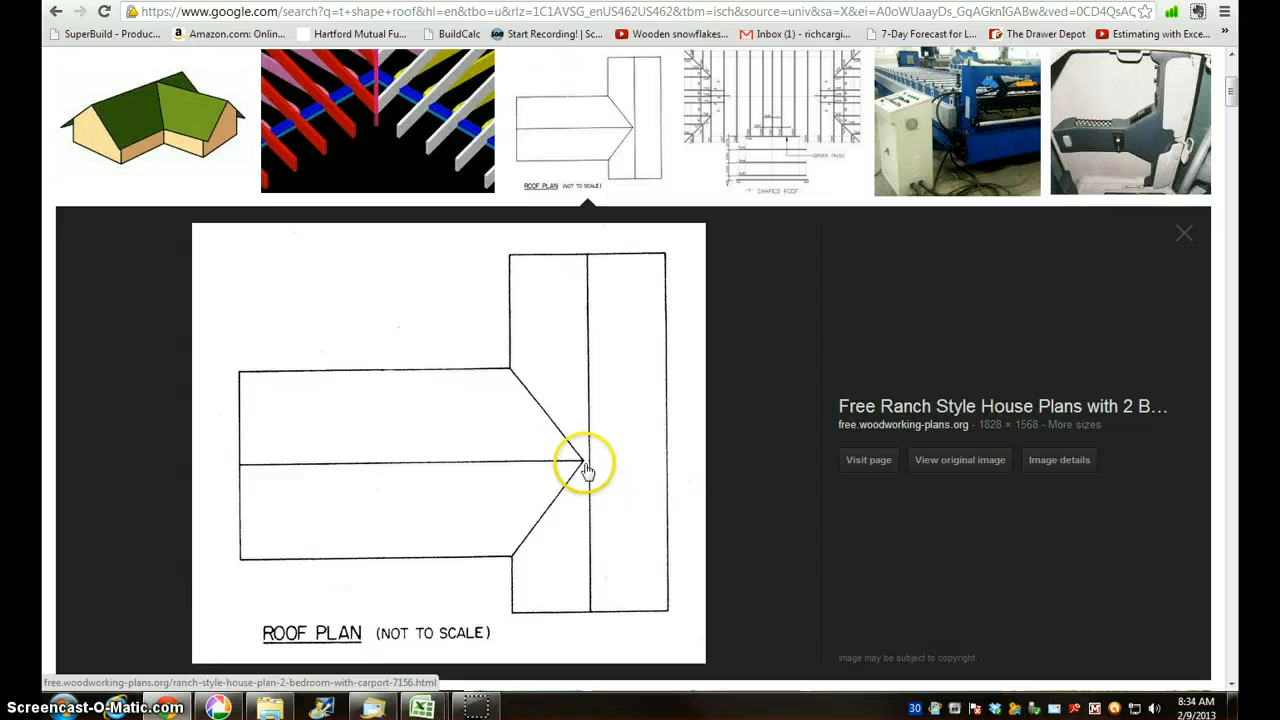 https://www.google.com/search?q=t+shape+roof&hl=en&tbo=u&rlz=1C1AVSG_enUS462US462&tbm=isch&source=univ&sa=X&ei=A0oWUaayDs_GqAGknIGABw&ved=0CD4QsAC
SuperBuild - Produc...
Amazon.com: Onlin...
Hartford Mutual Fu...
BuildCalc
Start Recording! | Sc...
Wooden snowflakes...
Inbox (1) - richcargi...
7-Day Forecast for L...
The Drawer Depot
Estimating with Exce...
»
ROOF PLAN (NOT TO SCALE)
'T' SHAPED ROOF
Free Ranch Style House Plans with 2 B...
free.woodworking-plans.org - 1828 × 1568 - More sizes
Visit page
View original image
Image details
ROOF PLAN (NOT TO SCALE)
Image may be subject to copyright.
free.woodworking-plans.org/ranch-style-house-plan-2-bedroom-with-carport-7156.html
Screencast-O-Matic.com
30
8:34 AM
2/9/2013